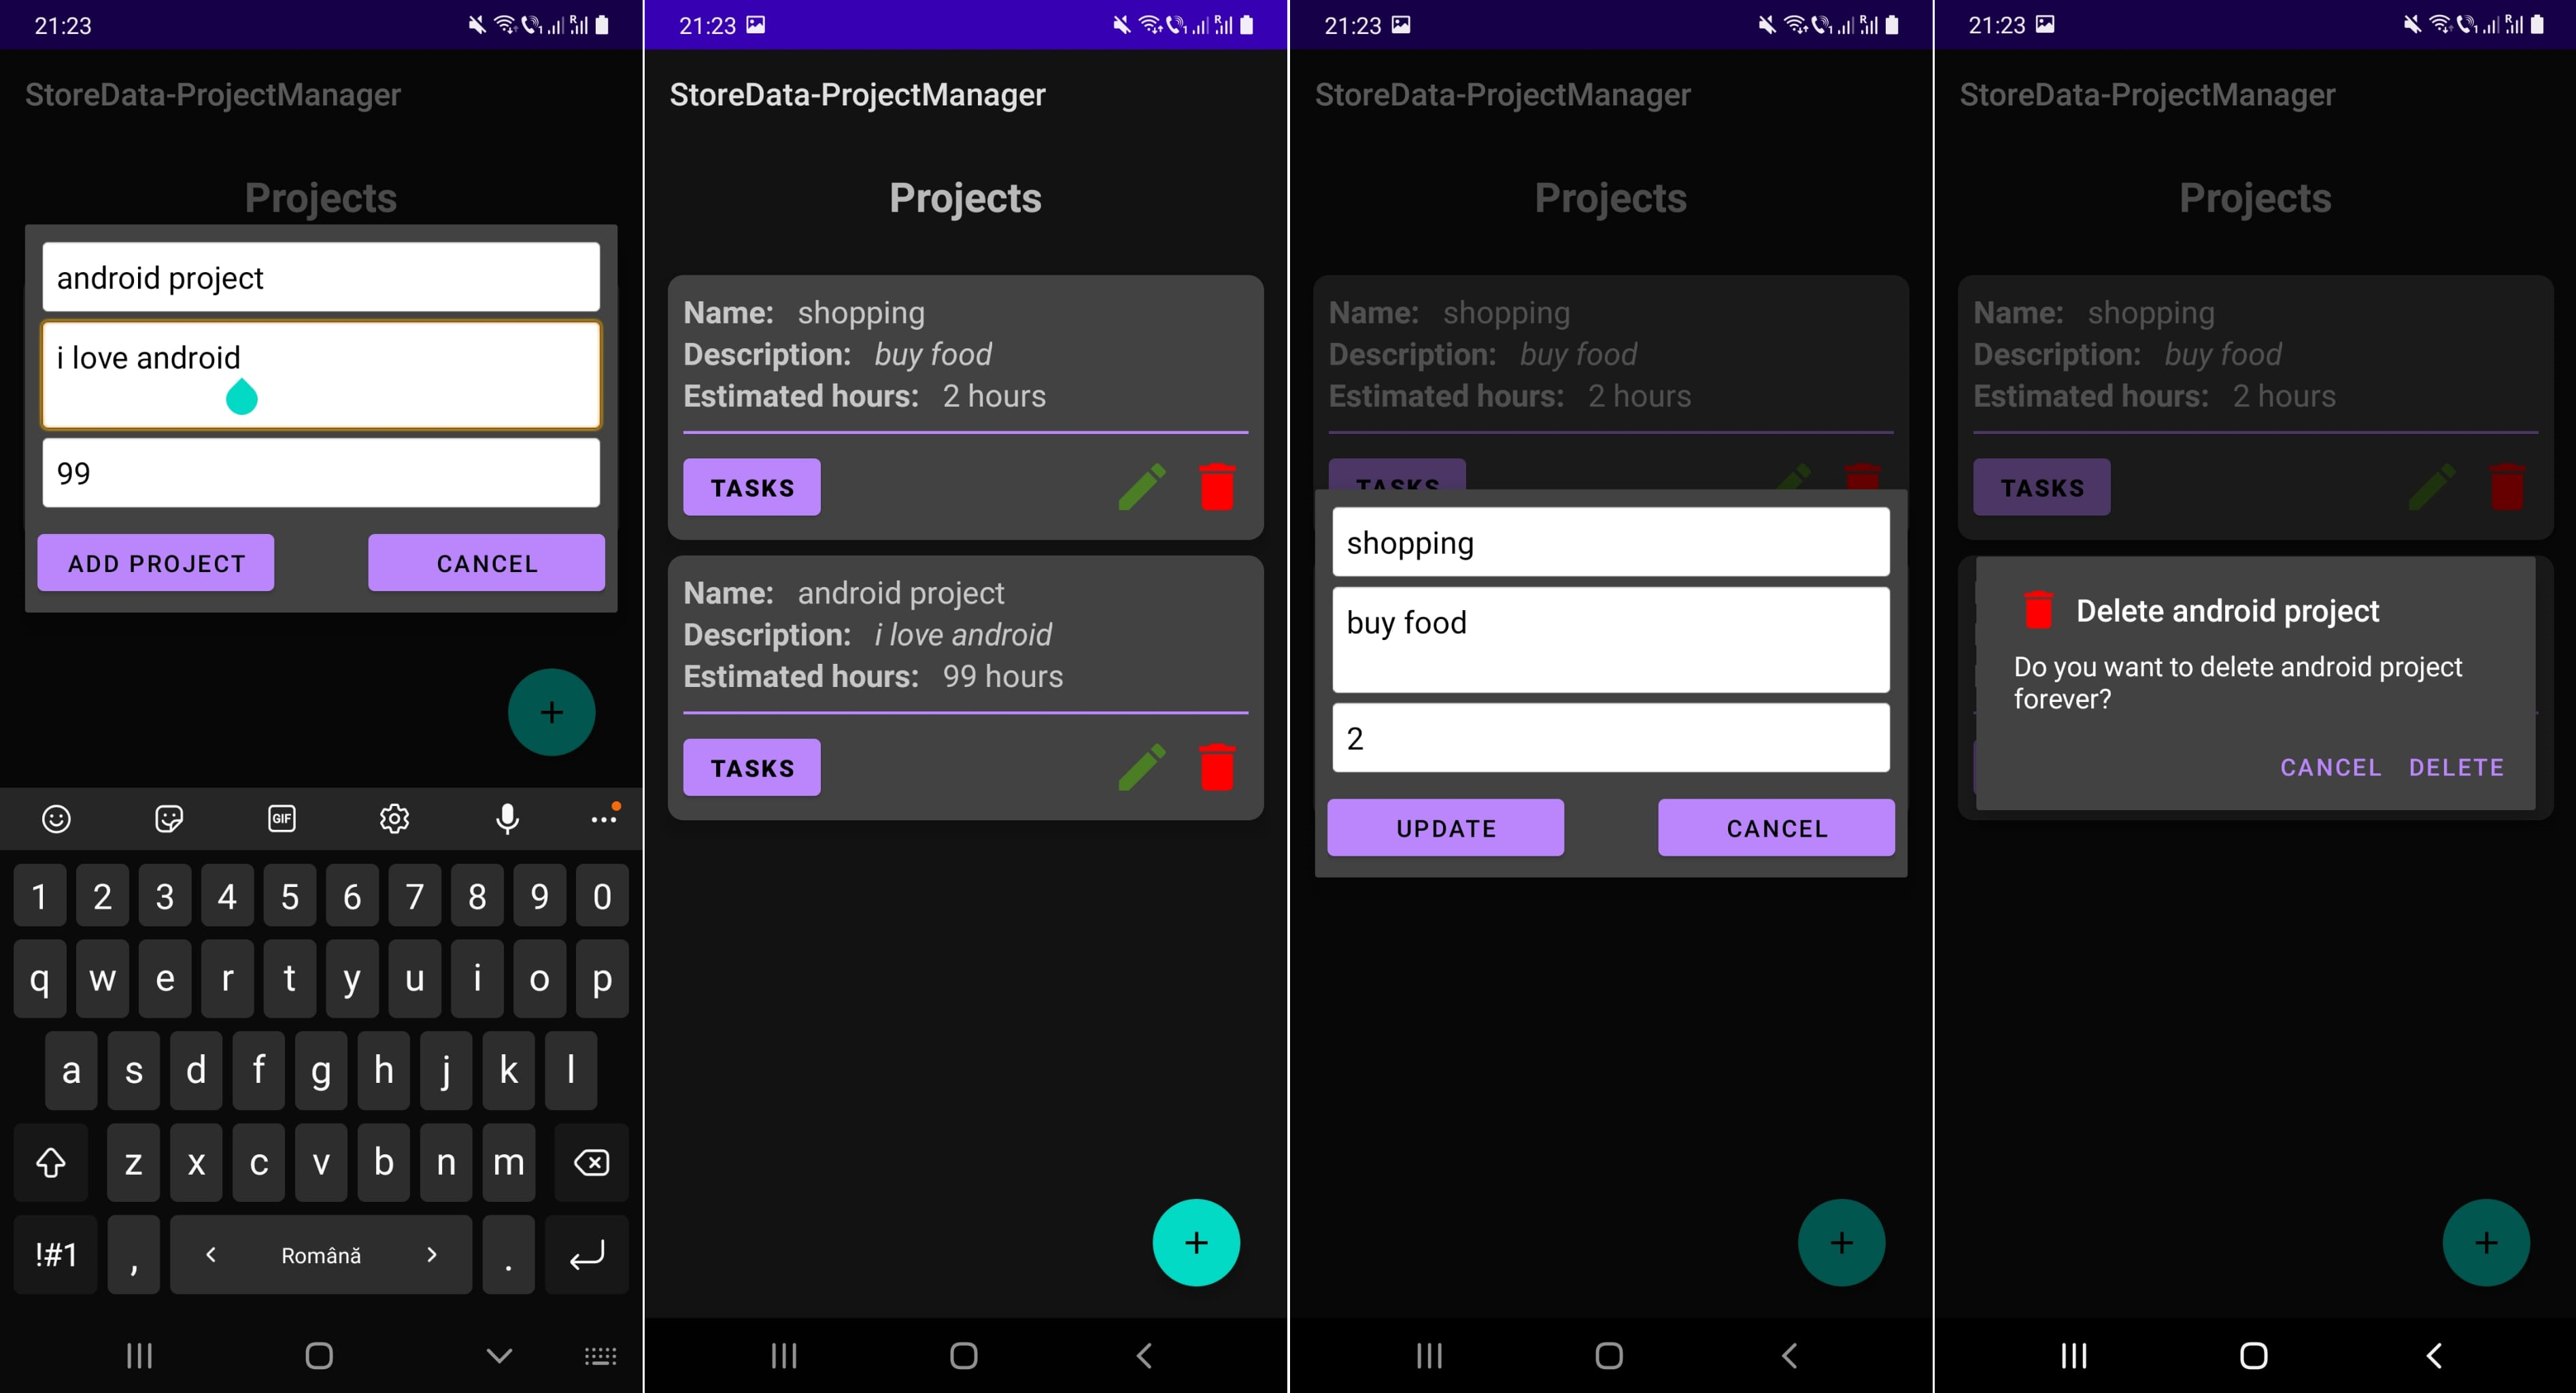 21:23
StoreData-ProjectManager
Projects
android project
i love android
99
ADD PROJECT CANCEL
+
GIF
1 2 3 4 5 6 7 8 9 0
q w e r t y u i o p
a s d f g h j k l
z x c v b n m
!#1 , < Română > .
21:23
StoreData-ProjectManager
Projects
Name: shopping
Description: buy food
Estimated hours: 2 hours
TASKS
Name: android project
Description: i love android
Estimated hours: 99 hours
TASKS
+
21:23
StoreData-ProjectManager
Projects
Name: shopping
Description: buy food
Estimated hours: 2 hours
TASKS
shopping
buy food
2
UPDATE CANCEL
+
21:23
StoreData-ProjectManager
Projects
Name: shopping
Description: buy food
Estimated hours: 2 hours
TASKS
Delete android project
Do you want to delete android project
forever?
CANCEL DELETE
+